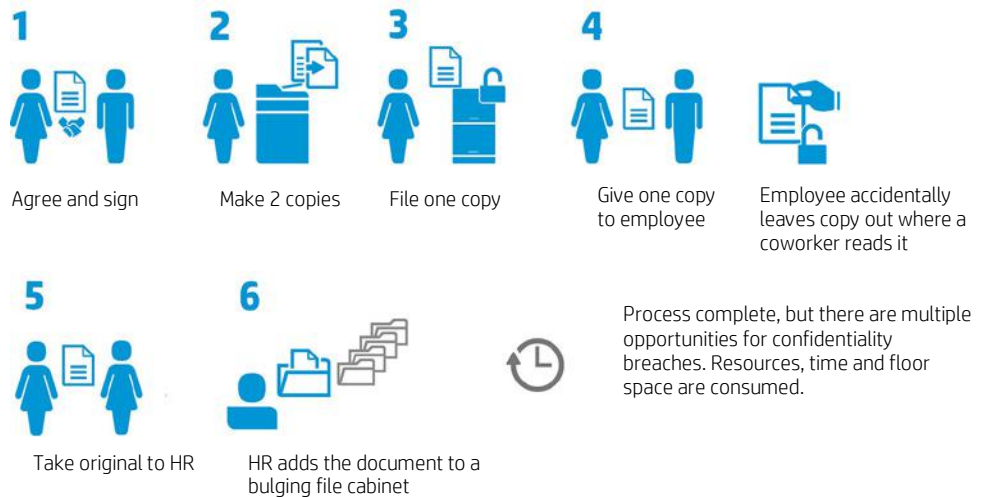 1
2
3
4
Agree and sign
Make 2 copies
File one copy
Give one copy
to employee
Employee accidentally
leaves copy out where a
coworker reads it
5
6
Process complete, but there are multiple
opportunities for confidentiality
breaches. Resources, time and floor
space are consumed.
Take original to HR
HR adds the document to a
bulging file cabinet